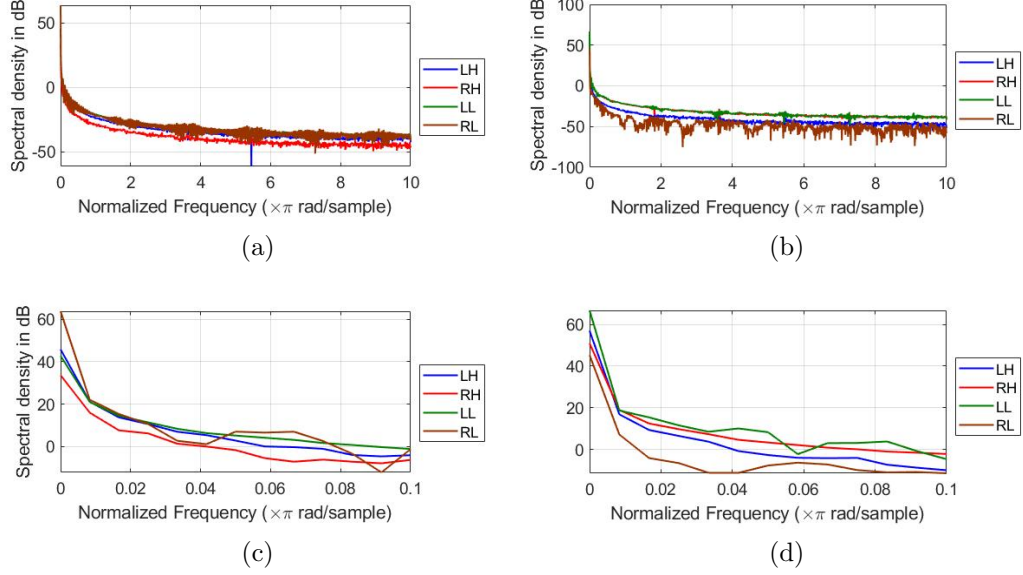 Spectral density in dB
50
0
-50
0
2
4
6
8
10
Normalized Frequency (×π rad/sample)
LH
RH
LL
RL
(a)
Spectral density in dB
100
50
0
-50
-100
0
2
4
6
8
10
Normalized Frequency (×π rad/sample)
LH
RH
LL
RL
(b)
Spectral density in dB
60
40
20
0
0
0.02
0.04
0.06
0.08
0.1
Normalized Frequency (×π rad/sample)
LH
RH
LL
RL
(c)
60
40
20
0
0
0.02
0.04
0.06
0.08
0.1
Normalized Frequency (×π rad/sample)
LH
RH
LL
RL
(d)